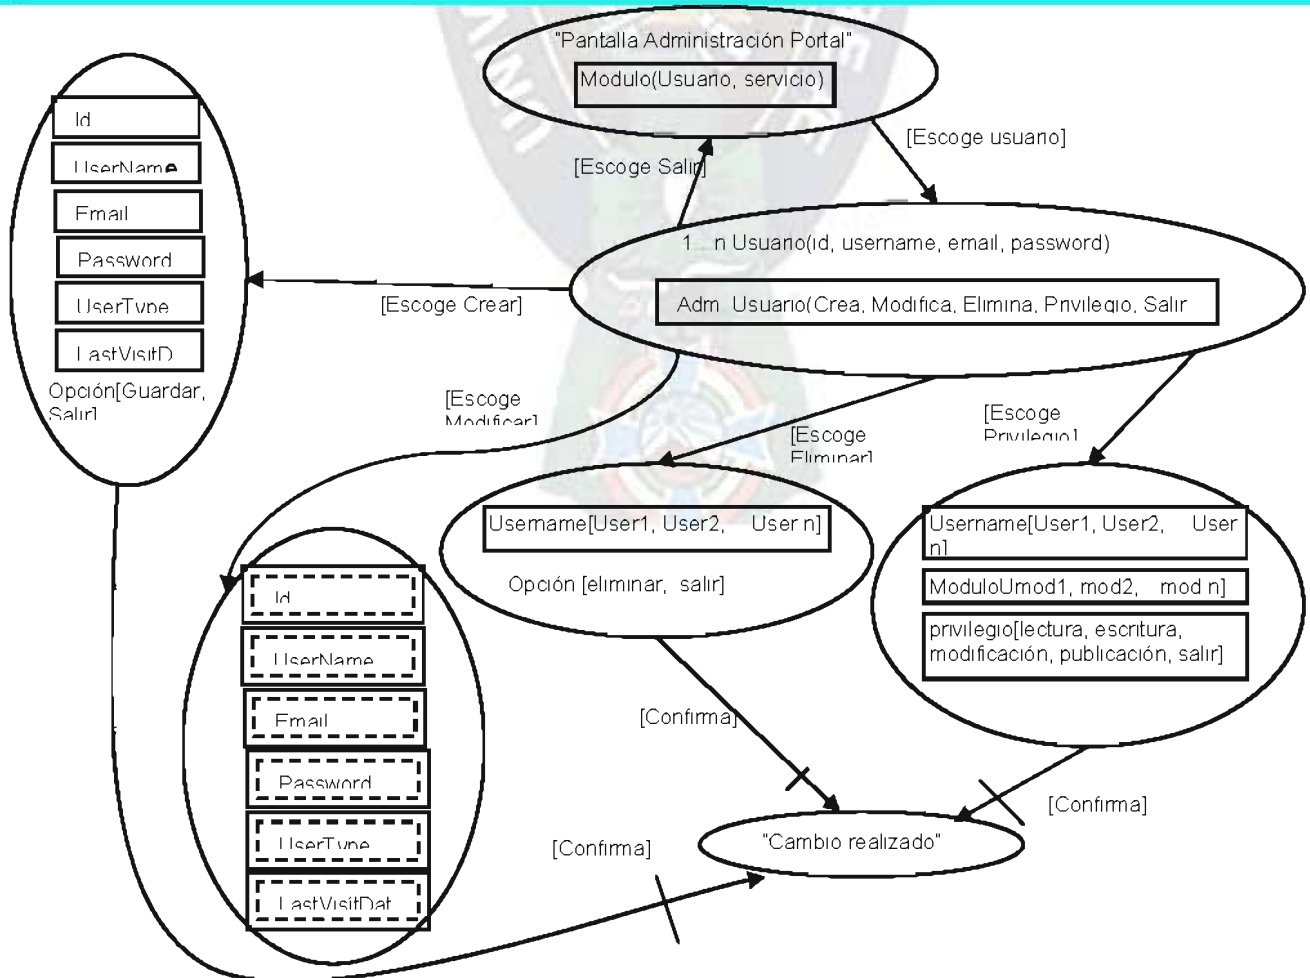 "Pantalla Administración Portal"
Modulo(Usuario, servicio)
[Escoge usuario]
[Escoge Salir]
1...n Usuario(id, username, email, password)
Adm. Usuario(Crea, Modifica, Elimina, Privilegio, Salir
[Escoge Crear]
Id
UserName
Email
Password
UserType
LastVisitD
Opción[Guardar,
Salir]
[Escoge
Modificar]
[Escoge
Eliminar]
[Escoge
Privilegio]
Username[User1, User2, User n]
Opción [eliminar, salir]
Username[User1, User2, User
n]
ModuloUmod1, mod2, mod n]
privilegio[lectura, escritura,
modificación, publicación, salir]
Id
UserName
Email
Password
UserType
LastVisitDat
[Confirma]
[Confirma]
[Confirma]
"Cambio realizado"